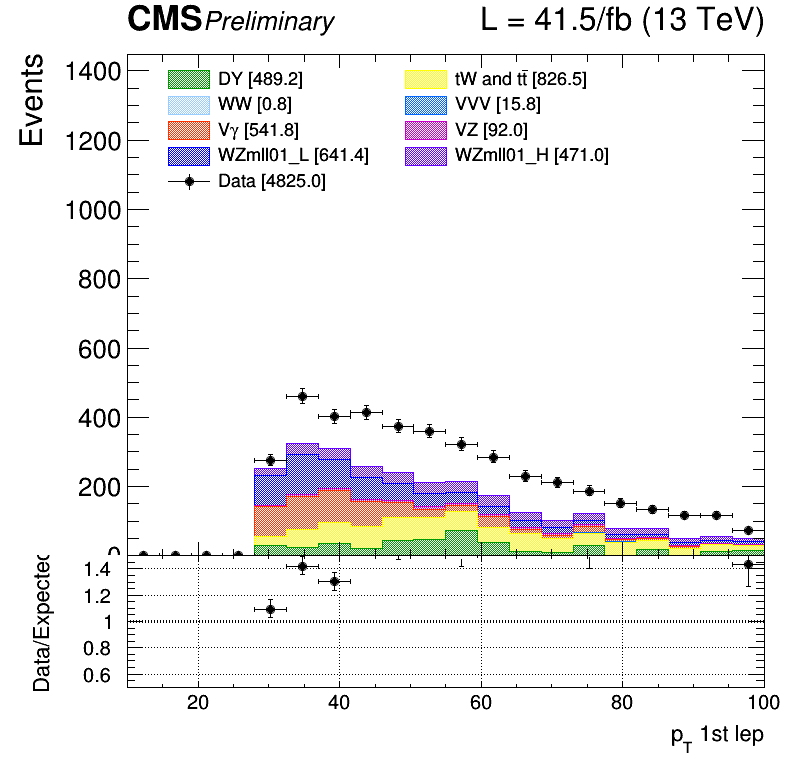 CMS Preliminary L = 41.5/fb (13 TeV)
Events
1400
1200
1000
800
600
400
200
0
DY [489.2]
tW and tt̄ [826.5]
WW [0.8]
VVV [15.8]
Vγ [541.8]
VZ [92.0]
WZmll01_L [641.4]
WZmll01_H [471.0]
Data [4825.0]
Data/Expected
1.4
1.2
1
0.8
0.6
20 40 60 80 100
p_T 1st lep